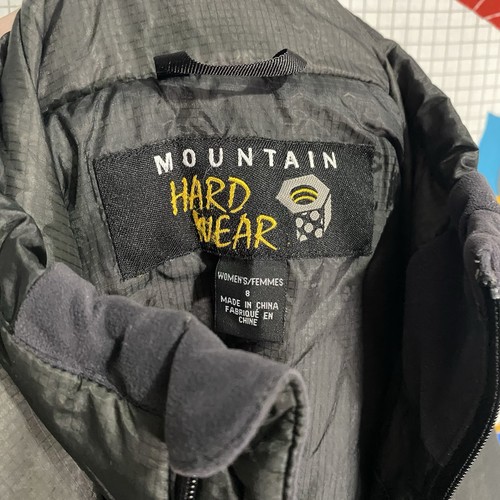 MOUNTAIN
HARD
WEAR
WOMEN'S/FEMMES
8
MADE IN CHINA
FABRIQUÉ EN
CHINE